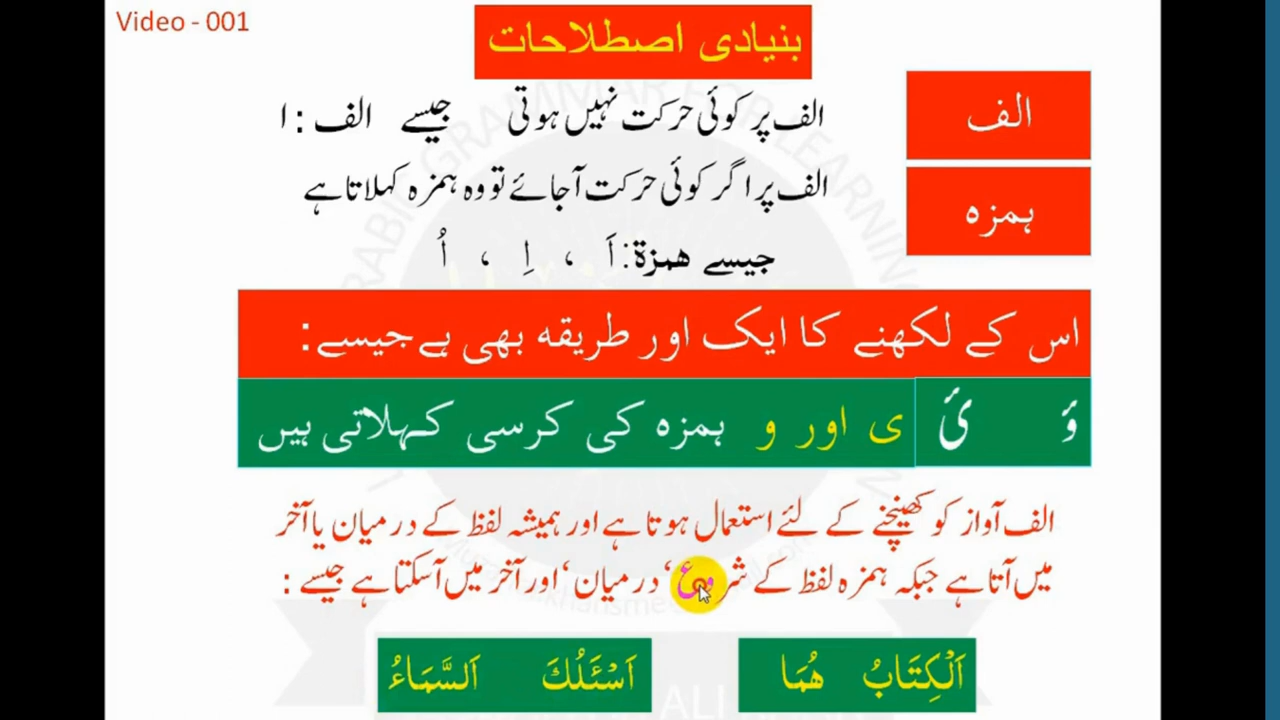 Video - 001
بنیادی اصطلاحات
الف
الف پر کوئی حرکت نہیں ہوتی جیسے الف : ا
ہمزہ
الف پر اگر کوئی حرکت آجائے تو وہ ہمزہ کہلاتا ہے
جیسے ھمزۃ: اَ ، اِ ، اُ
اس کے لکھنے کا ایک اور طریقہ بھی ہے جیسے:
ؤ ئ ی اور و ہمزہ کی کرسی کہلاتی ہیں
الف آواز کو کھینچنے کے لئے استعمال ہوتا ہے اور ہمیشہ لفظ کے درمیان یا آخر
میں آتا ہے جبکہ ہمزہ لفظ کے شروع ‘ درمیان ‘ اور آخر میں آسکتا ہے جیسے :
اَلْكِتَابُ هُمَا اَسْئَلُكَ اَلسَّمَاءُ